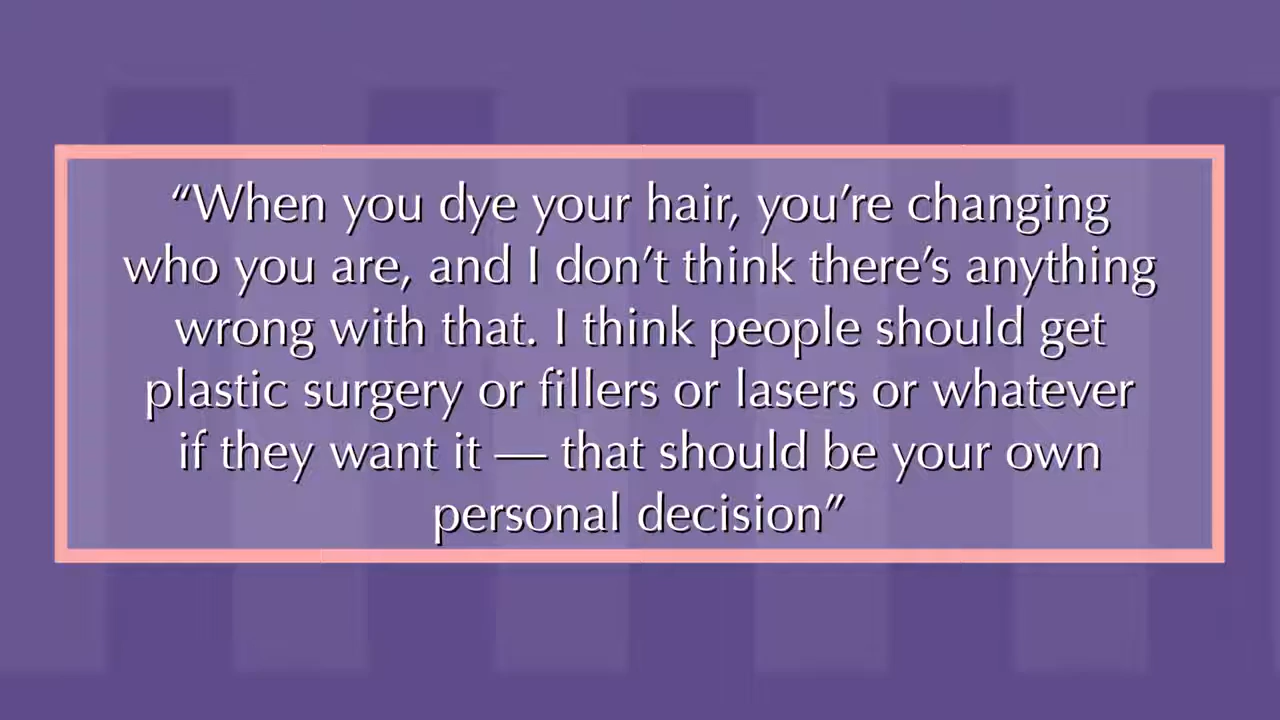 “When you dye your hair, you’re changing
who you are, and I don’t think there’s anything
wrong with that. I think people should get
plastic surgery or fillers or lasers or whatever
if they want it — that should be your own
personal decision”